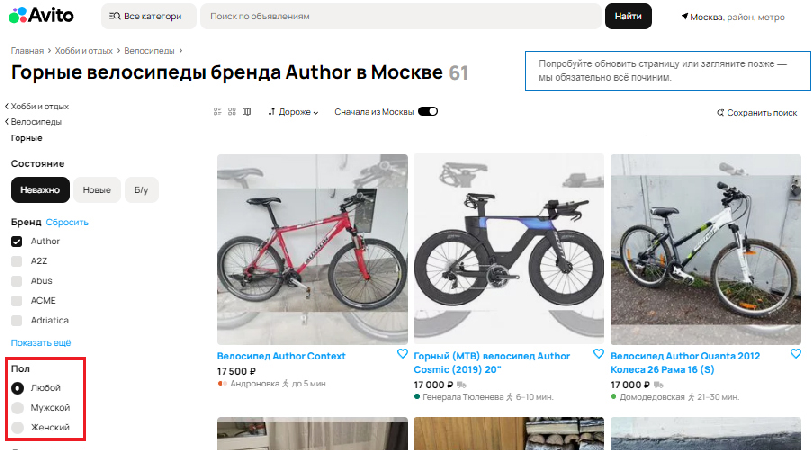 Avito
Все категори
Поиск по объявлениям
Найти
Москва, район, метро
Главная > Хобби и отдых > Велосипеды >
Горные велосипеды бренда Author в Москве 61
Попробуйте обновить страницу или загляните позже —
мы обязательно всё починим.
Хобби и отдых
Велосипеды
Горные
Дороже
Сначала из Москвы
Сохранить поиск
Состояние
Неважно
Новые
Б/у
Бренд Сбросить
Author
A2Z
Abus
ACME
Adriatica
Показать ещё
Пол
Любой
Мужской
Женский
Велосипед Author Context
17 500 ₽
Андроновка до 5 мин.
Горный (MTB) велосипед Author
Cosmic (2019) 20"
17 000 ₽
Генерала Тюленева 6–10 мин.
Велосипед Author Quanta 2012
Колеса 26 Рама 16 (S)
17 000 ₽
Домодедовская 21–30 мин.